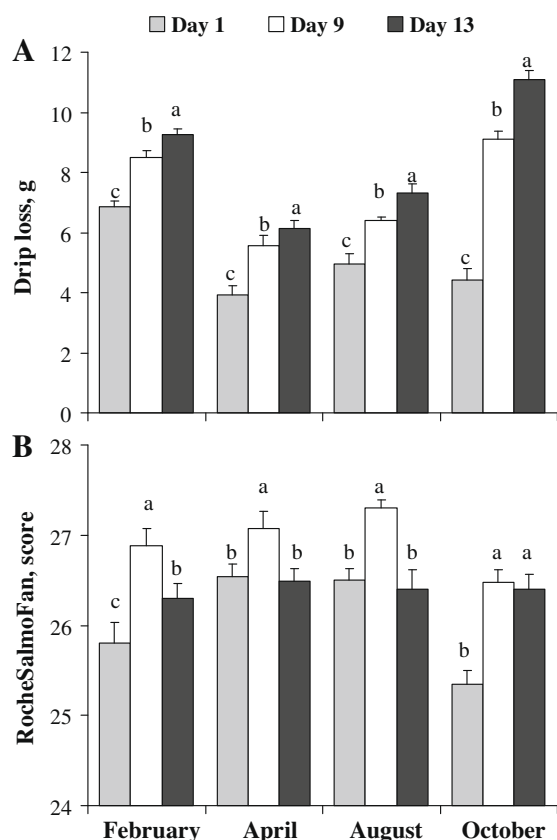 Day 1 Day 9 Day 13
A
Drip loss, g
12
10
8
6
4
2
0
c b a
c b a
c b a
c b a
B
RocheSalmoFan, score
28
27
26
25
24
c a b
b a b
b a b
b a a
February April August October